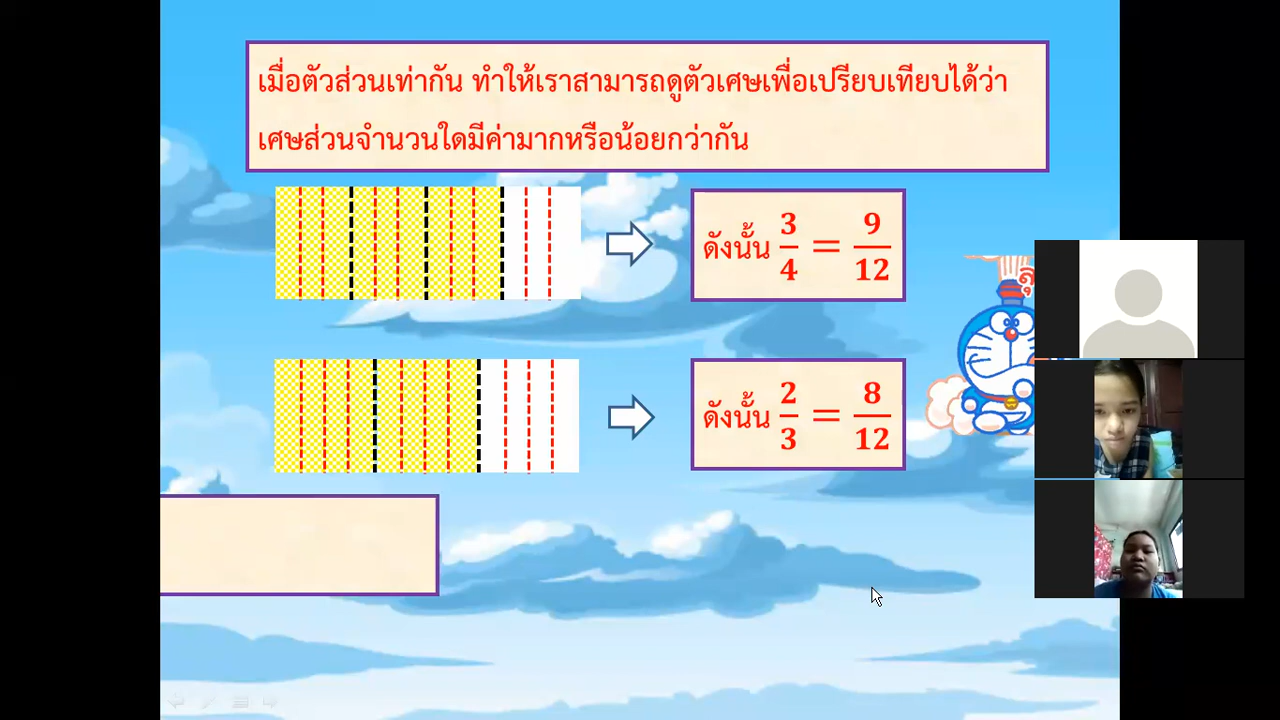 เมื่อตัวส่วนเท่ากัน ทำให้เราสามารถดูตัวเศษเพื่อเปรียบเทียบได้ว่า
เศษส่วนจำนวนใดมีค่ามากหรือน้อยกว่ากัน
ดังนั้น 3/4 = 9/12
ดังนั้น 2/3 = 8/12